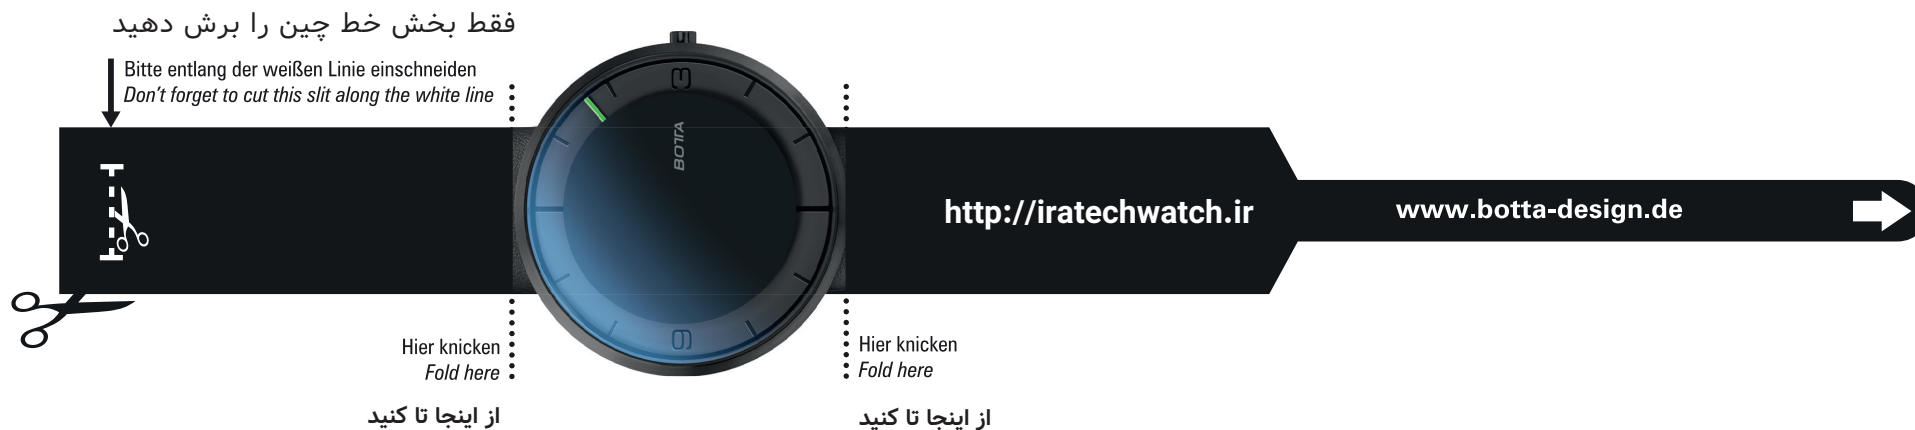 فقط بخش خط چین را برش دهید
Bitte entlang der weißen Linie einschneiden
Don't forget to cut this slit along the white line
3
BOTTA
9
http://iratechwatch.ir
www.botta-design.de
Hier knicken
Fold here
از اینجا تا کنید
Hier knicken
Fold here
از اینجا تا کنید